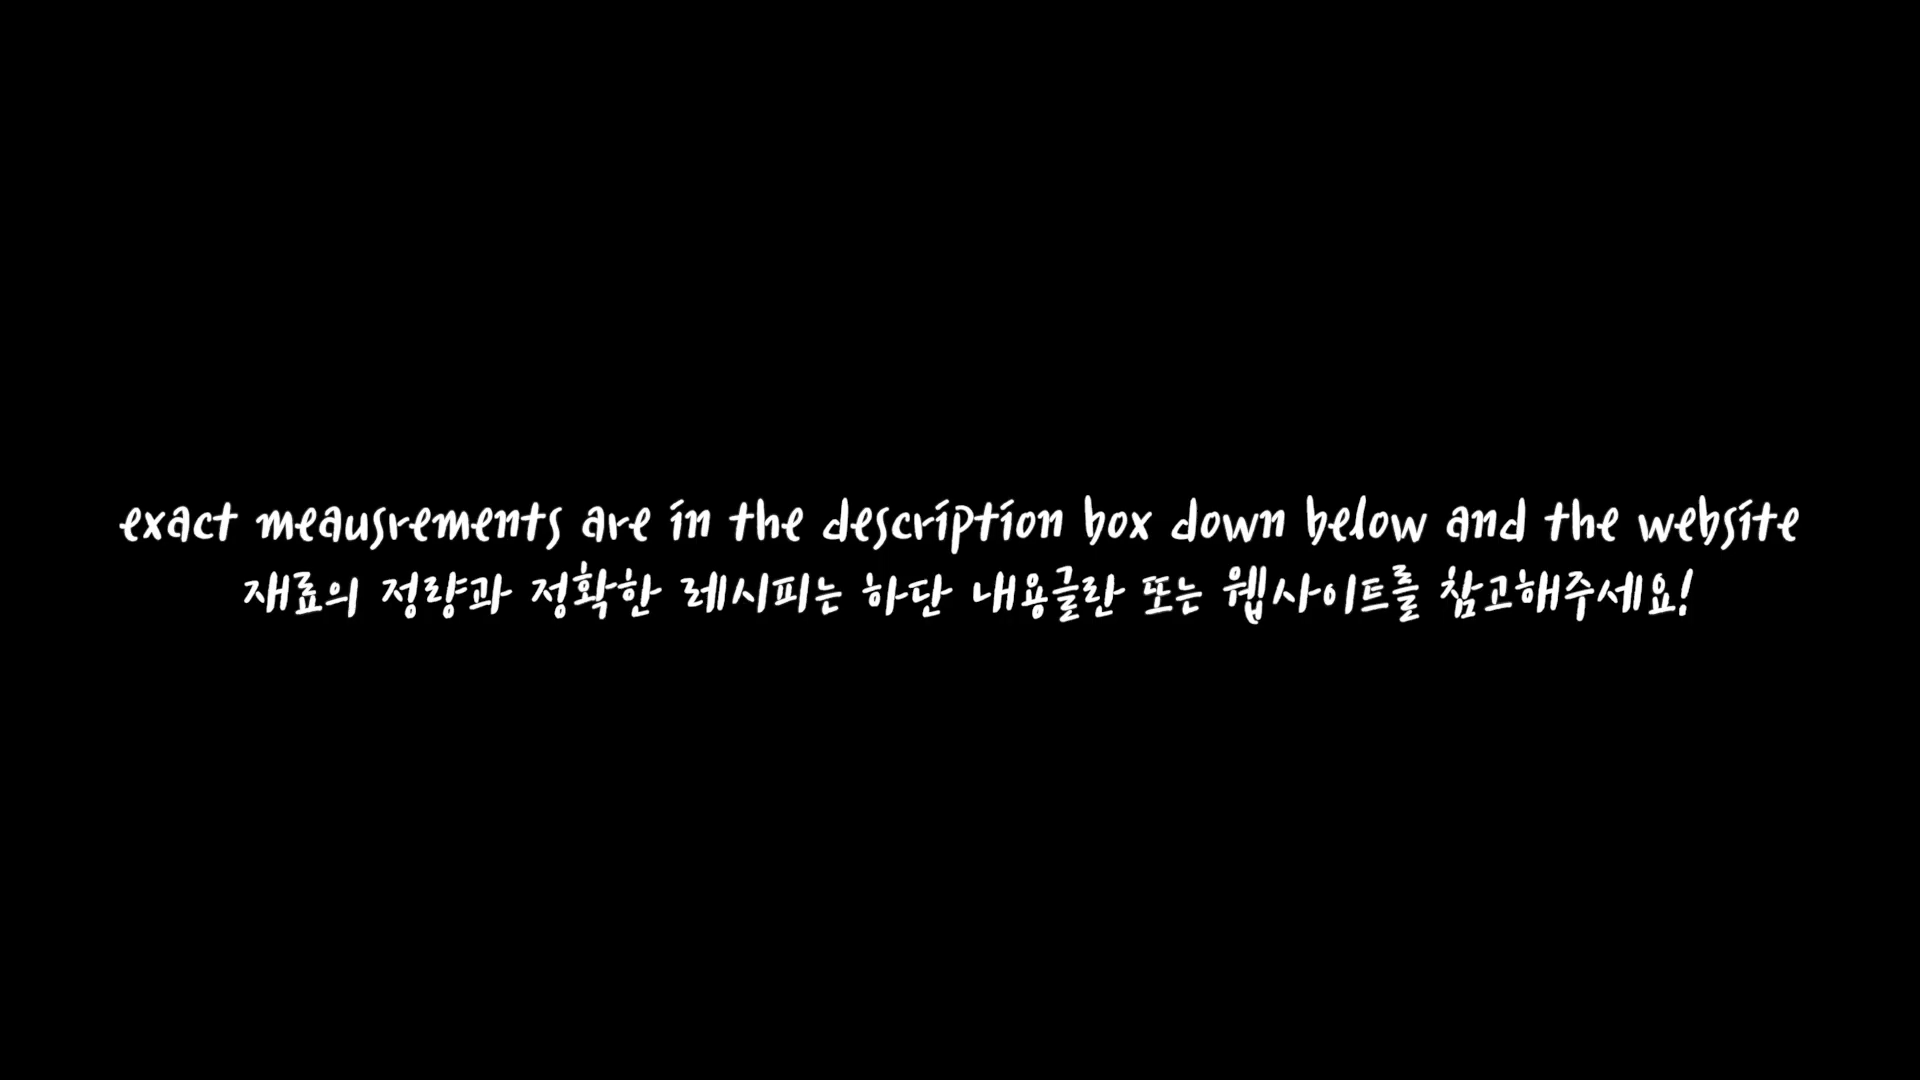 exact meausrements are in the description box down below and the website
재료의 정량과 정확한 레시피는 하단 내용글란 또는 웹사이트를 참고해주세요!